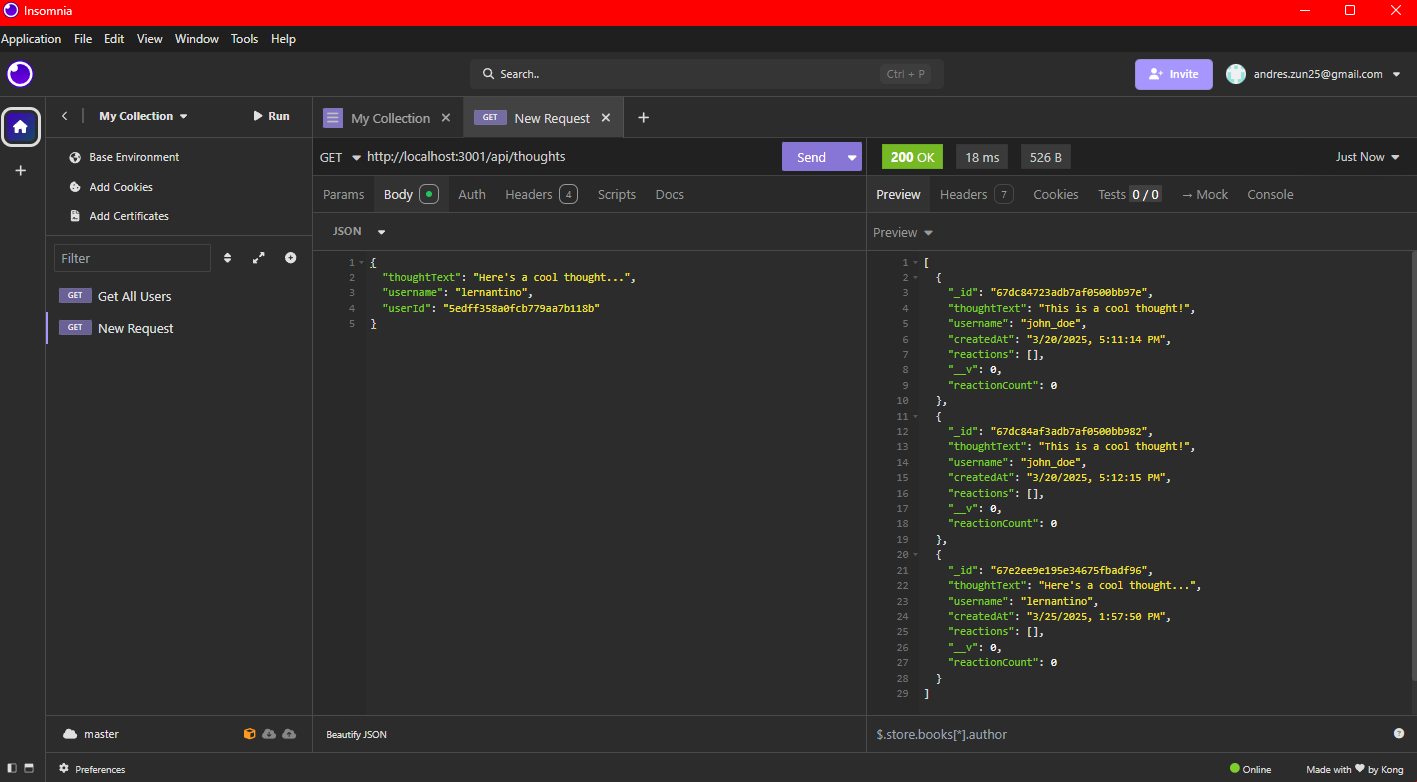 Insomnia
Application File Edit View Window Tools Help
Search.. Ctrl + P
Invite
andres.zun25@gmail.com
My Collection
Run
Base Environment
Add Cookies
Add Certificates
Filter
GET Get All Users
GET New Request
My Collection
GET New Request
GET http://localhost:3001/api/thoughts
Send
Params Body Auth Headers 4 Scripts Docs
JSON
1 {
2 "thoughtText": "Here's a cool thought...",
3 "username": "lernantino",
4 "userId": "5edff358a0fcb779aa7b118b"
5 }
200 OK 18 ms 526 B Just Now
Preview Headers 7 Cookies Tests 0 / 0 → Mock Console
Preview
1 [
2 {
3 "_id": "67dc84723adb7af0500bb97e",
4 "thoughtText": "This is a cool thought!",
5 "username": "john_doe",
6 "createdAt": "3/20/2025, 5:11:14 PM",
7 "reactions": [],
8 "__v": 0,
9 "reactionCount": 0
10 },
11 {
12 "_id": "67dc84af3adb7af0500bb982",
13 "thoughtText": "This is a cool thought!",
14 "username": "john_doe",
15 "createdAt": "3/20/2025, 5:12:15 PM",
16 "reactions": [],
17 "__v": 0,
18 "reactionCount": 0
19 },
20 {
21 "_id": "67e2ee9e195e34675fbadf96",
22 "thoughtText": "Here's a cool thought...",
23 "username": "lernantino",
24 "createdAt": "3/25/2025, 1:57:50 PM",
25 "reactions": [],
26 "__v": 0,
27 "reactionCount": 0
28 }
29 ]
master
Beautify JSON
$.store.books[*].author
Preferences
Online
Made with ♥ by Kong